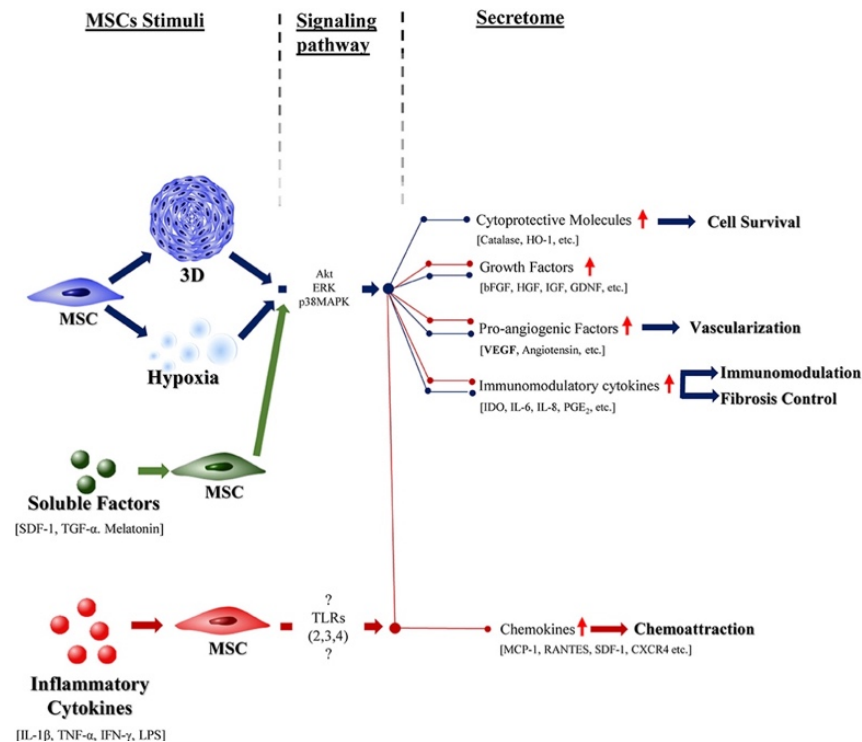 MSCs Stimuli
Signaling
pathway
Secretome
3D
MSC
Hypoxia
Akt
ERK
p38MAPK
Cytoprotective Molecules
[Catalase, HO-1, etc.]
Cell Survival
Growth Factors
[bFGF, HGF, IGF, GDNF, etc.]
Pro-angiogenic Factors
[VEGF, Angiotensin, etc.]
Vascularization
Immunomodulatory cytokines
[IDO, IL-6, IL-8, PGE₂, etc.]
Immunomodulation
Fibrosis Control
MSC
Soluble Factors
[SDF-1, TGF-α. Melatonin]
MSC
Inflammatory
Cytokines
[IL-1β, TNF-α, IFN-γ, LPS]
?
TLRs
(2,3,4)
?
Chemokines
[MCP-1, RANTES, SDF-1, CXCR4 etc.]
Chemoattraction